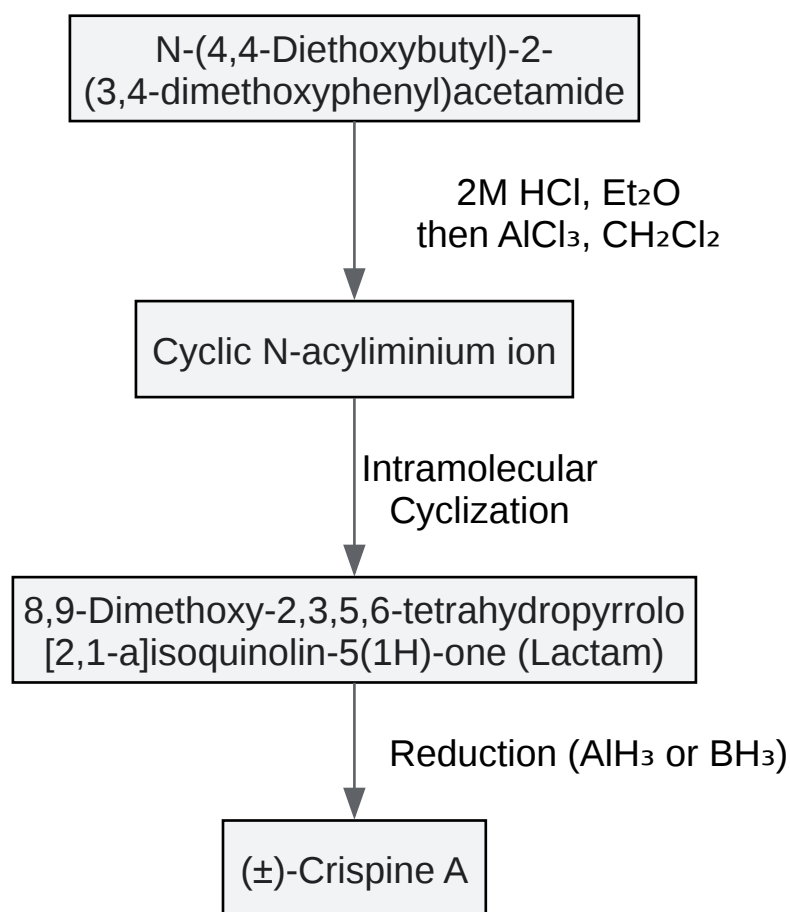 N-(4,4-Diethoxybutyl)-2-
(3,4-dimethoxyphenyl)acetamide
2M HCl, Et₂O
then AlCl₃, CH₂Cl₂
Cyclic N-acyliminium ion
Intramolecular
Cyclization
8,9-Dimethoxy-2,3,5,6-tetrahydropyrrolo
[2,1-a]isoquinolin-5(1H)-one (Lactam)
Reduction (AlH₃ or BH₃)
(±)-Crispine A